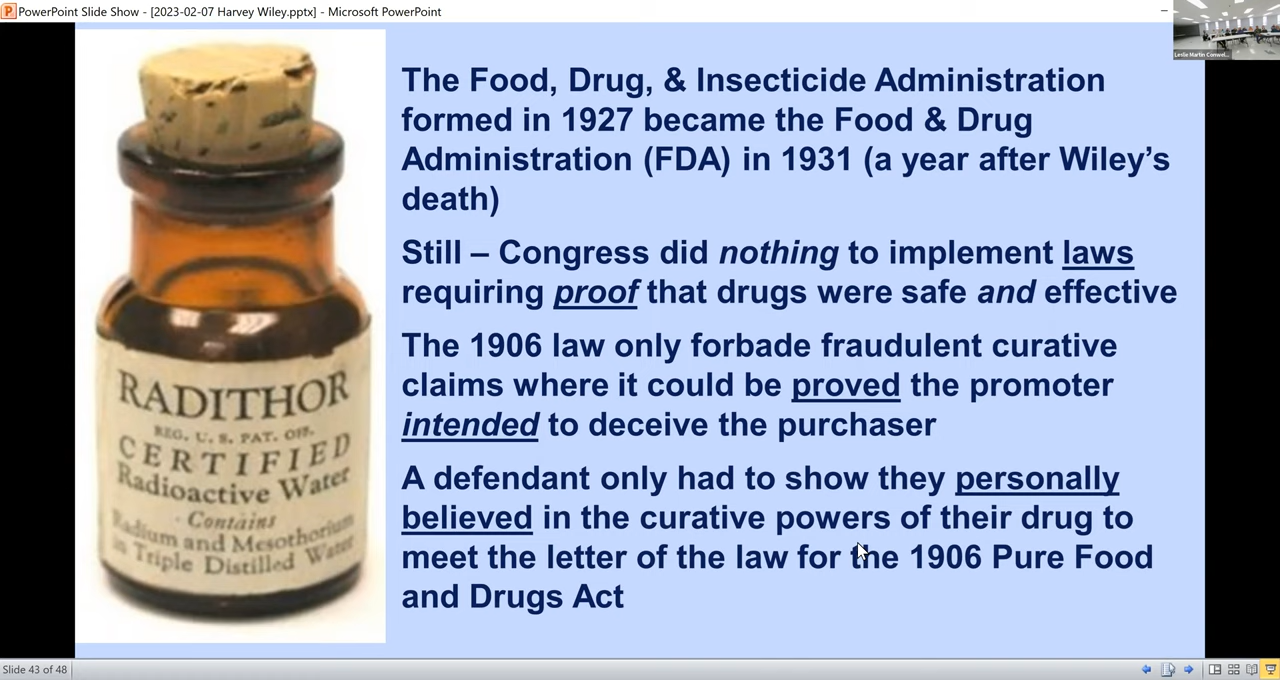 PowerPoint Slide Show - [2023-02-07 Harvey Wiley.pptx] - Microsoft PowerPoint
Leslie Martin Conwel...
The Food, Drug, & Insecticide Administration
formed in 1927 became the Food & Drug
Administration (FDA) in 1931 (a year after Wiley’s
death)
Still – Congress did nothing to implement laws
requiring proof that drugs were safe and effective
The 1906 law only forbade fraudulent curative
claims where it could be proved the promoter
intended to deceive the purchaser
A defendant only had to show they personally
believed in the curative powers of their drug to
meet the letter of the law for the 1906 Pure Food
and Drugs Act
RADITHOR
REG. U. S. PAT. OFF.
CERTIFIED
Radioactive Water
Contains
Radium and Mesothorium
in Triple Distilled Water
Slide 43 of 48